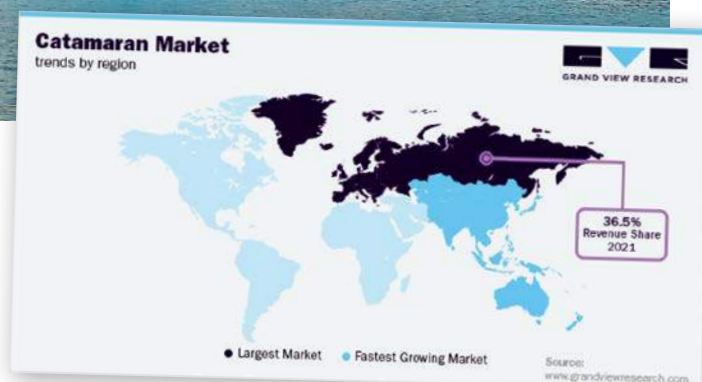 Catamaran Market
trends by region
GRAND VIEW RESEARCH
36.5%
Revenue Share
2021
Largest Market
Fastest Growing Market
Source:
www.grandviewresearch.com